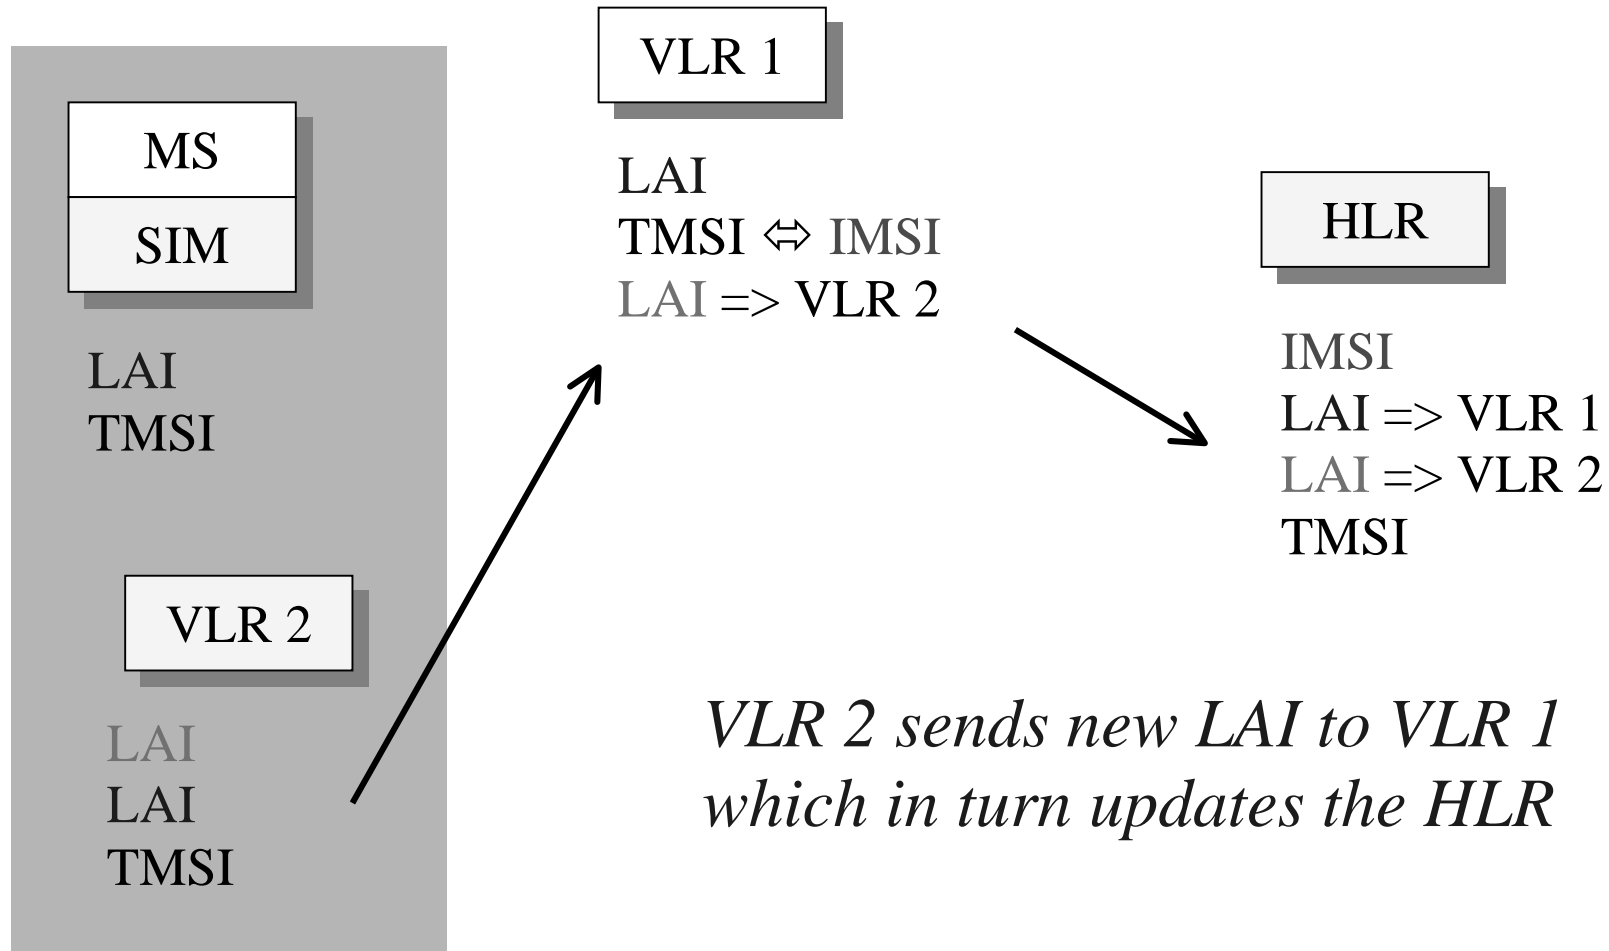 MS
SIM
LAI
TMSI
VLR 2
LAI
LAI
TMSI
VLR 1
LAI
TMSI ⇔ IMSI
LAI => VLR 2
HLR
IMSI
LAI => VLR 1
LAI => VLR 2
TMSI
VLR 2 sends new LAI to VLR 1
which in turn updates the HLR